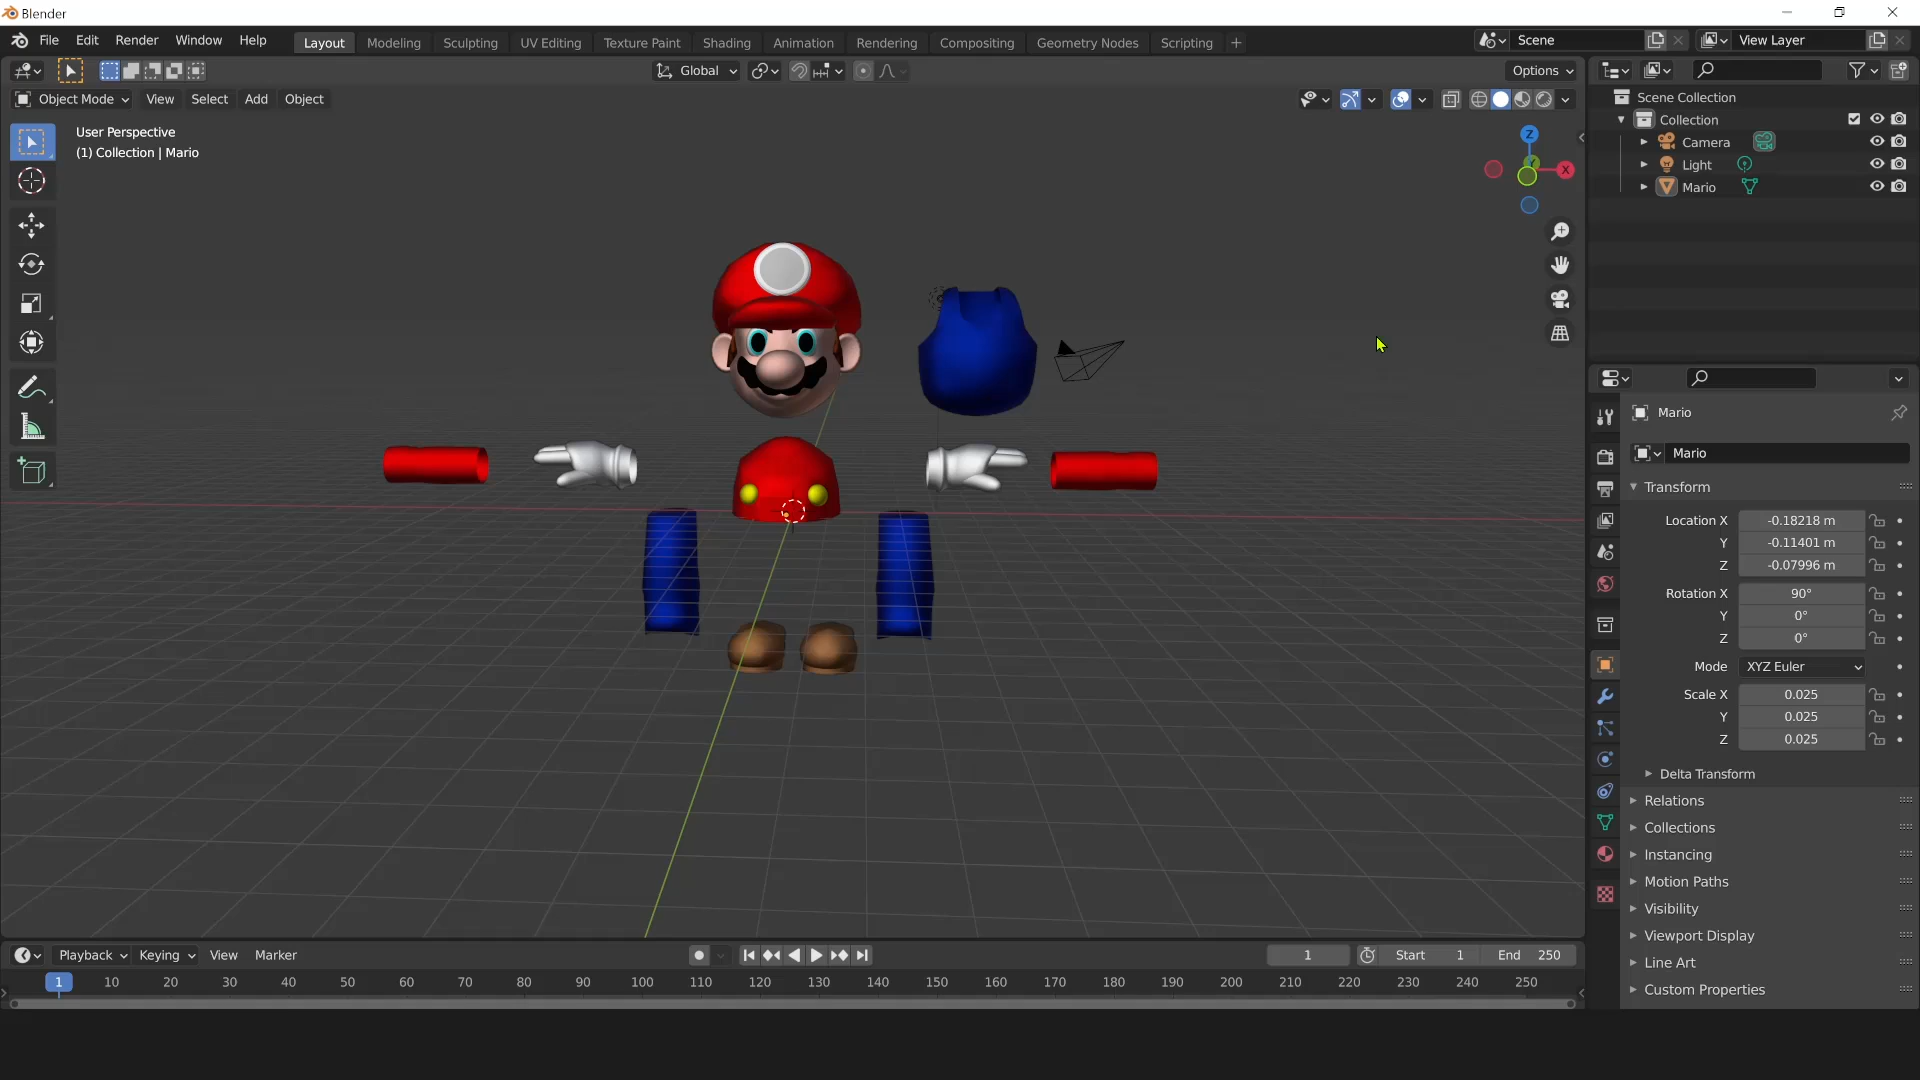 Blender
File Edit Render Window Help Layout Modeling Sculpting UV Editing Texture Paint Shading Animation Rendering Compositing Geometry Nodes Scripting + Scene View Layer
Global Options
Object Mode View Select Add Object
User Perspective
(1) Collection | Mario
Z
X
Scene Collection
Collection
Camera
Light
Mario
Mario
Mario
Transform
Location X -0.18218 m
Y -0.11401 m
Z -0.07996 m
Rotation X 90°
Y 0°
Z 0°
Mode XYZ Euler
Scale X 0.025
Y 0.025
Z 0.025
Delta Transform
Relations
Collections
Instancing
Motion Paths
Visibility
Viewport Display
Line Art
Custom Properties
Playback Keying View Marker 1 Start 1 End 250
1 10 20 30 40 50 60 70 80 90 100 110 120 130 140 150 160 170 180 190 200 210 220 230 240 250